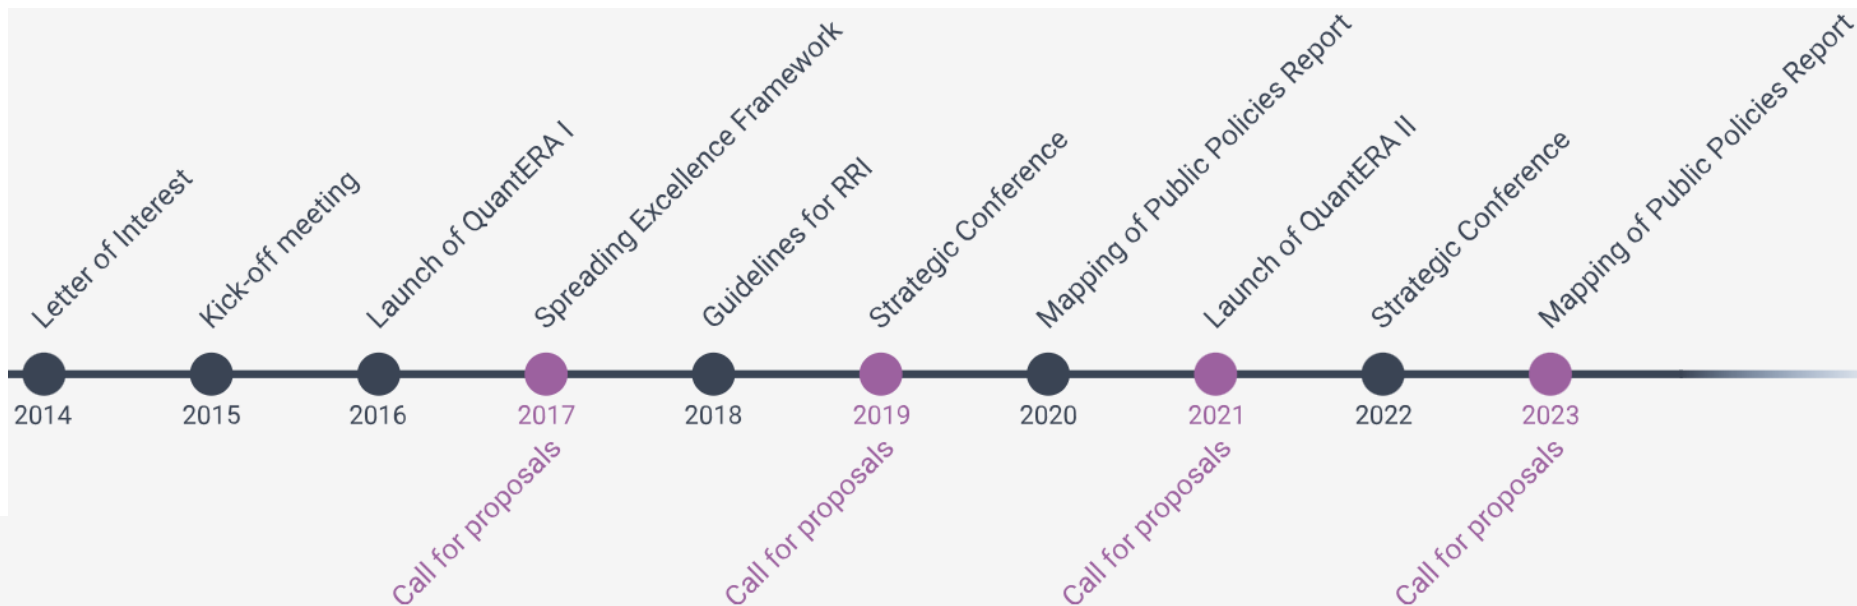 Letter of Interest
Kick-off meeting
Launch of QuantERA I
Spreading Excellence Framework
Guidelines for RRI
Strategic Conference
Mapping of Public Policies Report
Launch of QuantERA II
Strategic Conference
Mapping of Public Policies Report
2014
2015
2016
2017
2018
2019
2020
2021
2022
2023
Call for proposals
Call for proposals
Call for proposals
Call for proposals